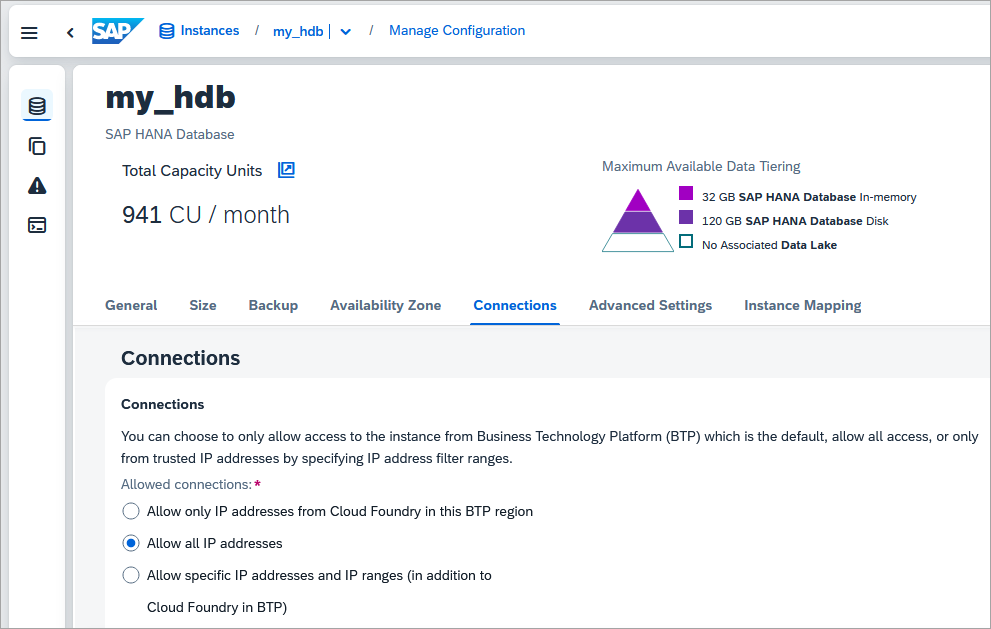 SAP Instances / my_hdb | / Manage Configuration
my_hdb
SAP HANA Database
Total Capacity Units
941 CU / month
Maximum Available Data Tiering
32 GB SAP HANA Database In-memory
120 GB SAP HANA Database Disk
No Associated Data Lake
General Size Backup Availability Zone Connections Advanced Settings Instance Mapping
Connections
Connections
You can choose to only allow access to the instance from Business Technology Platform (BTP) which is the default, allow all access, or only
from trusted IP addresses by specifying IP address filter ranges.
Allowed connections:*
Allow only IP addresses from Cloud Foundry in this BTP region
Allow all IP addresses
Allow specific IP addresses and IP ranges (in addition to
Cloud Foundry in BTP)